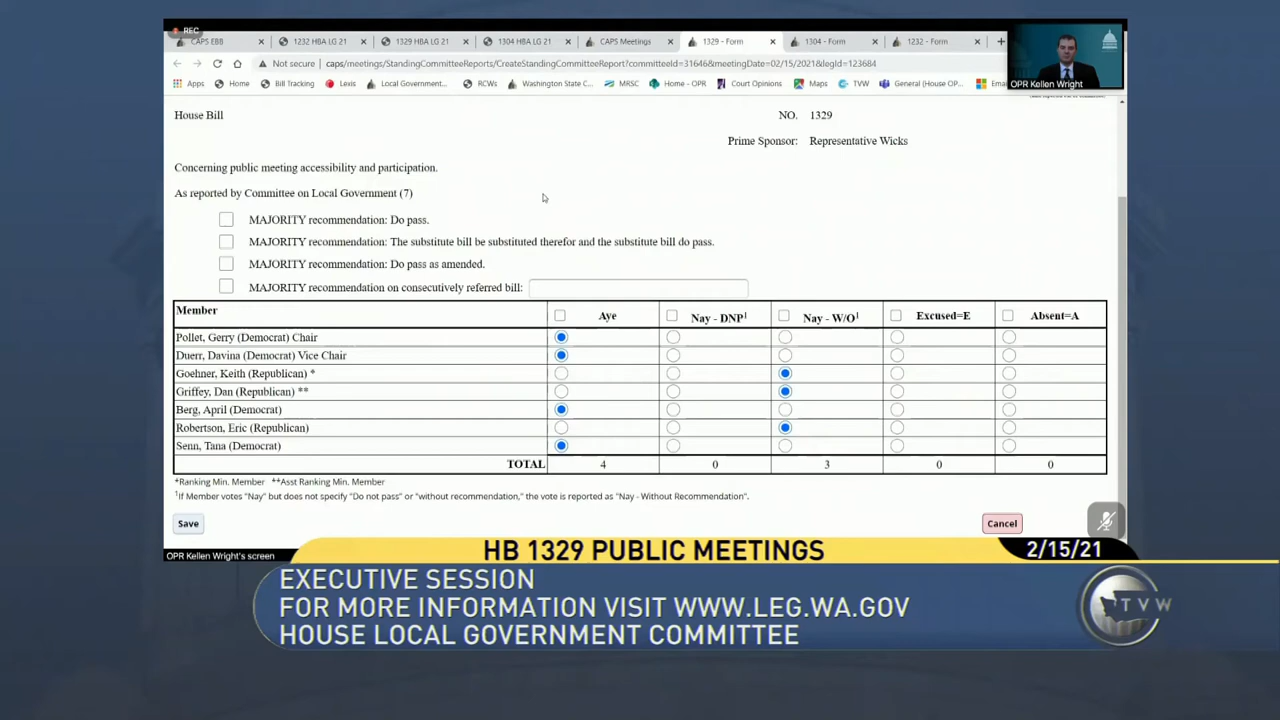 REC
CAPS EBB
1232 HBA LG 21
1329 HBA LG 21
1304 HBA LG 21
CAPS Meetings
1329 - Form
1304 - Form
1232 - Form
Not secure
caps/meetings/StandingCommitteeReports/CreateStandingCommitteeReport?committeeId=31646&meetingDate=02/15/2021&legId=123684
OPR Kellen Wright
Apps
Home
Bill Tracking
Lexis
Local Government...
RCWs
Washington State C...
MRSC
Home - OPR
Court Opinions
Maps
TVW
General (House OP...
House Bill NO. 1329
Prime Sponsor: Representative Wicks
Concerning public meeting accessibility and participation.
As reported by Committee on Local Government (7)
MAJORITY recommendation: Do pass.
MAJORITY recommendation: The substitute bill be substituted therefor and the substitute bill do pass.
MAJORITY recommendation: Do pass as amended.
MAJORITY recommendation on consecutively referred bill:
Member Aye Nay - DNP¹ Nay - W/O¹ Excused=E Absent=A
Pollet, Gerry (Democrat) Chair
Duerr, Davina (Democrat) Vice Chair
Goehner, Keith (Republican) *
Griffey, Dan (Republican) **
Berg, April (Democrat)
Robertson, Eric (Republican)
Senn, Tana (Democrat)
TOTAL 4 0 3 0 0
*Ranking Min. Member **Asst Ranking Min. Member
¹If Member votes "Nay" but does not specify "Do not pass" or "without recommendation," the vote is reported as "Nay - Without Recommendation".
Save Cancel
OPR Kellen Wright's screen
HB 1329 PUBLIC MEETINGS 2/15/21
EXECUTIVE SESSION
FOR MORE INFORMATION VISIT WWW.LEG.WA.GOV
HOUSE LOCAL GOVERNMENT COMMITTEE
TVW